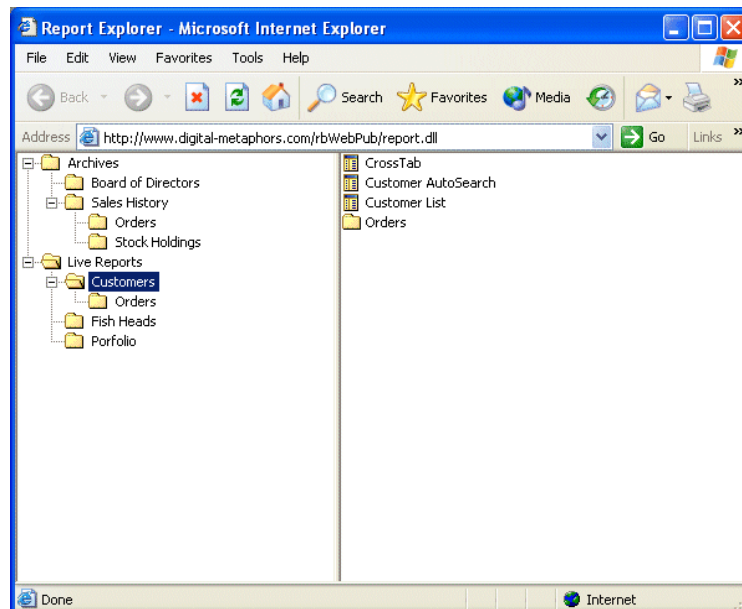 Report Explorer - Microsoft Internet Explorer
File Edit View Favorites Tools Help
Back Search Favorites Media
Address http://www.digital-metaphors.com/rbWebPub/report.dll Go Links
Archives
Board of Directors
Sales History
Orders
Stock Holdings
Live Reports
Customers
Orders
Fish Heads
Porfolio
CrossTab
Customer AutoSearch
Customer List
Orders
Done Internet